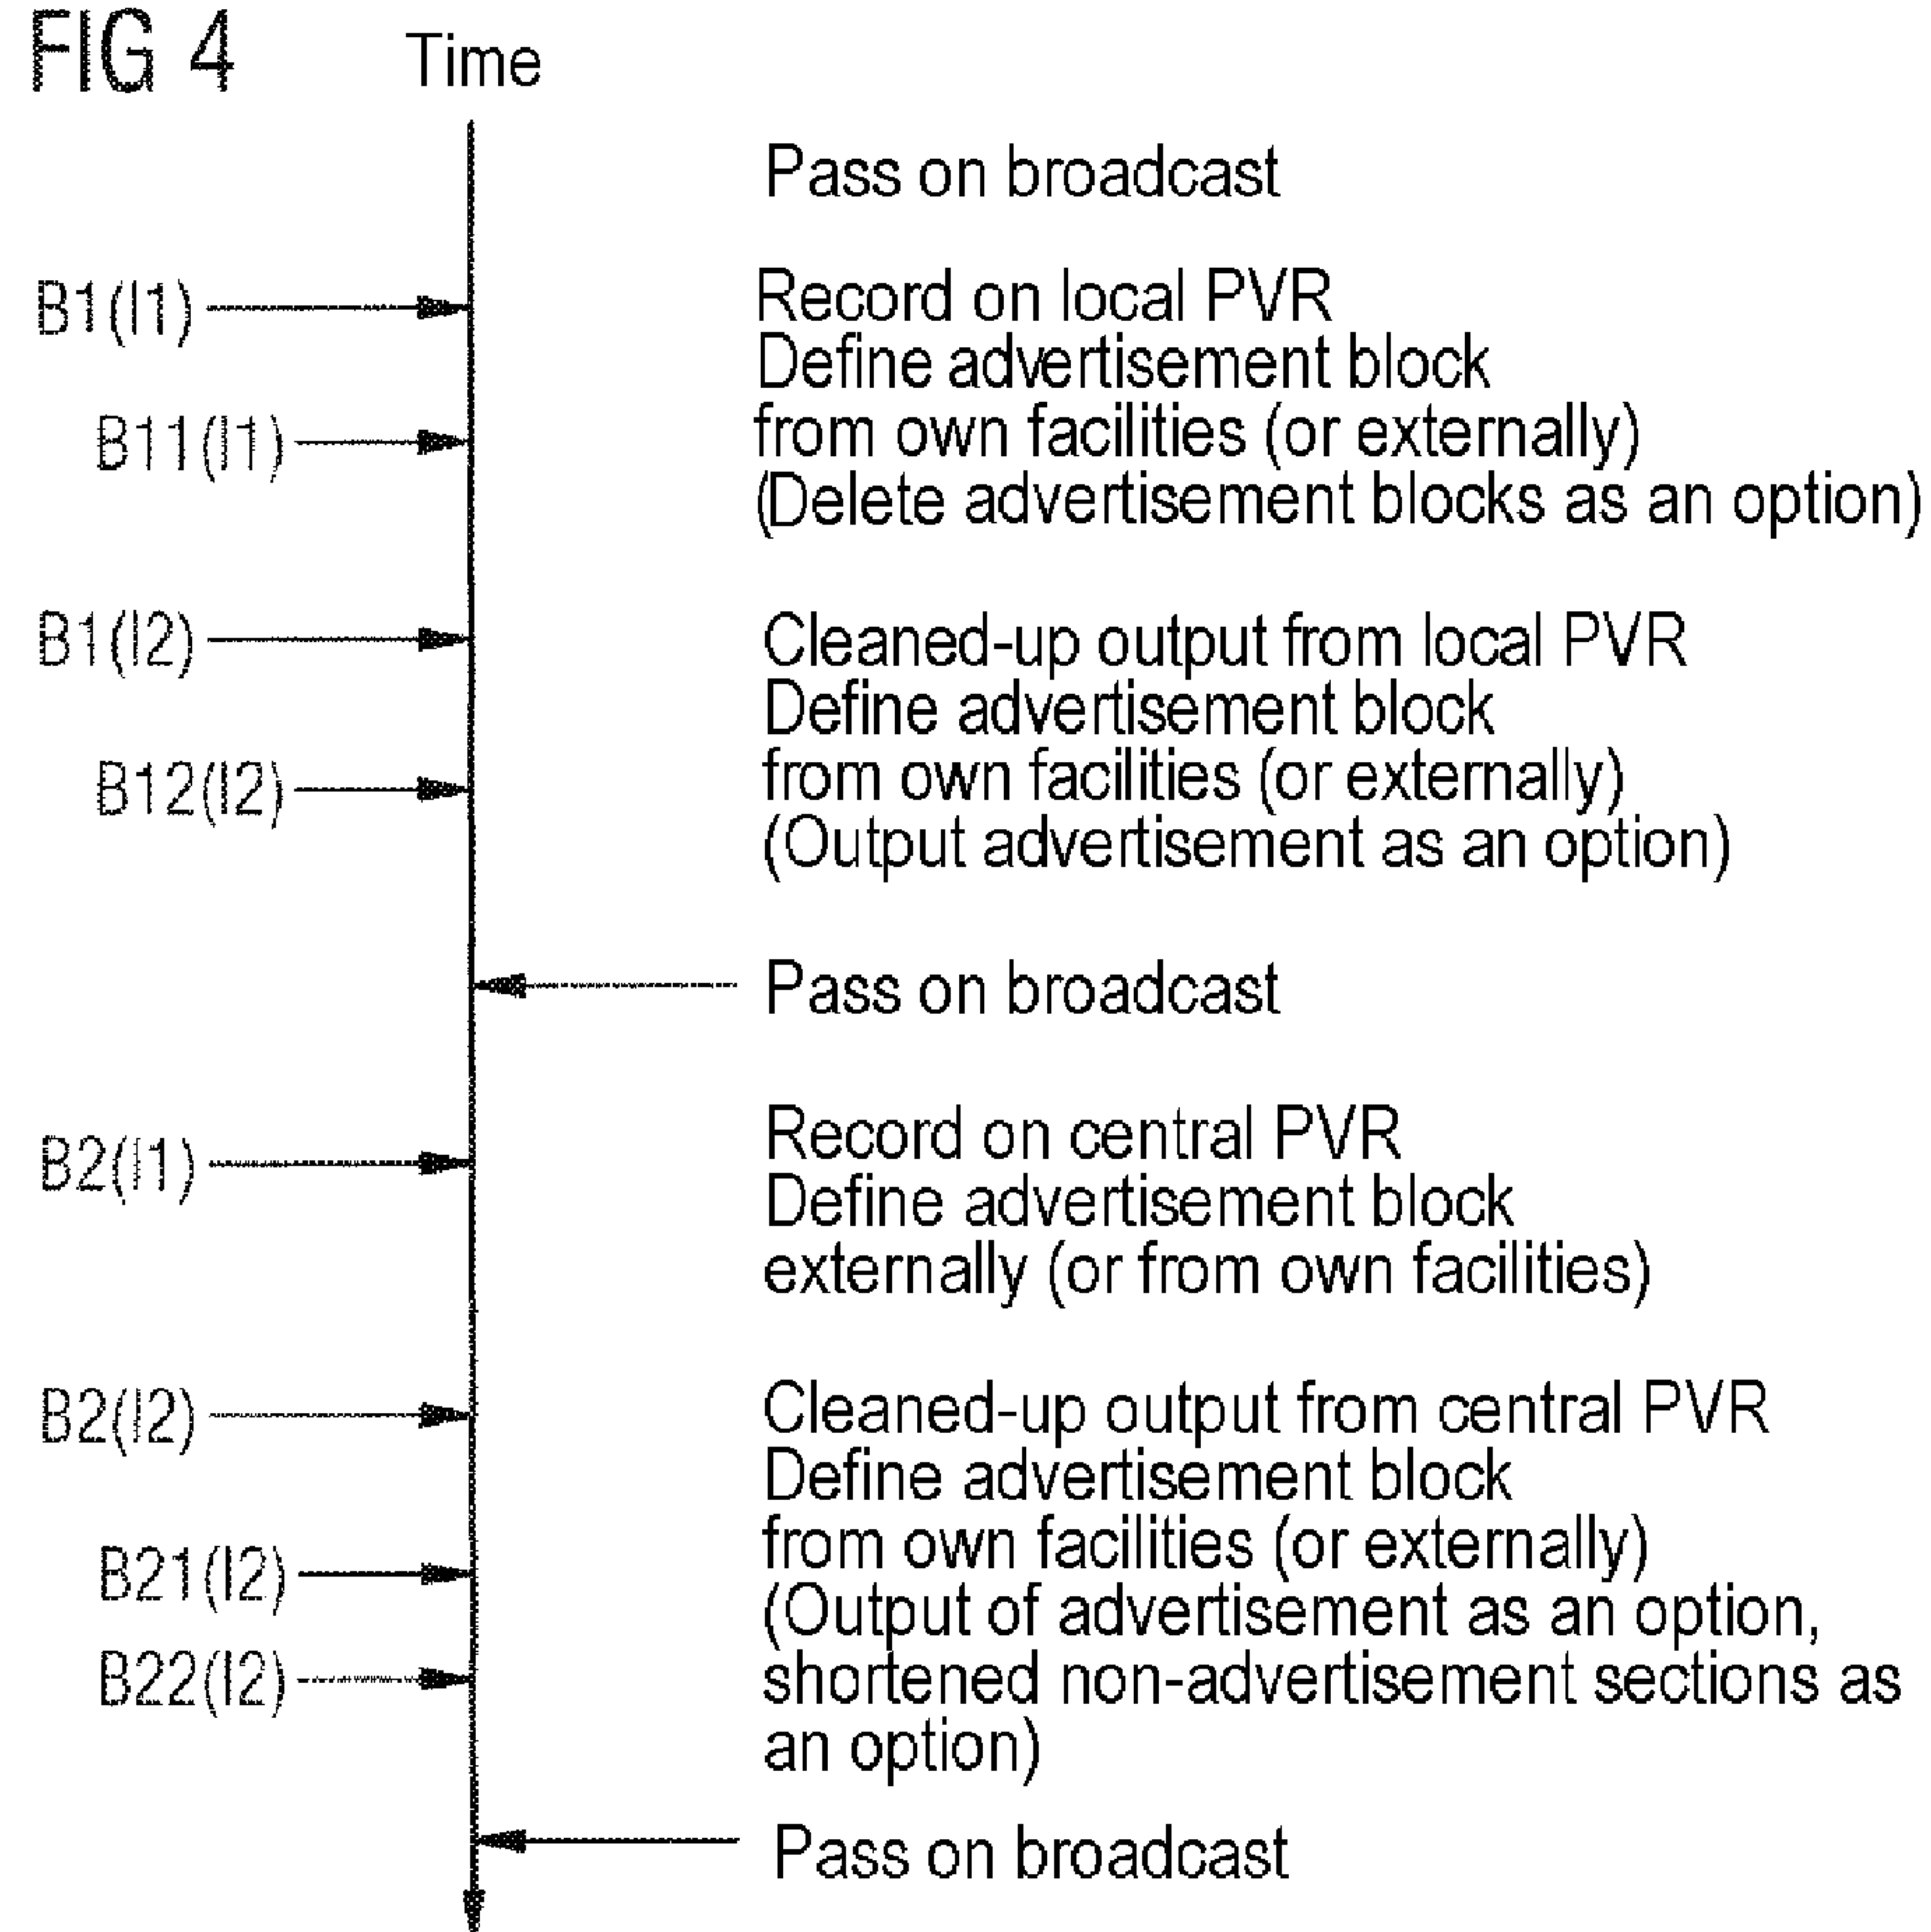 FIG 4
Time
Pass on broadcast
B1(I1)
Record on local PVR
Define advertisement block
B11(I1)
from own facilities (or externally)
(Delete advertisement blocks as an option)
B1(I2)
Cleaned-up output from local PVR
Define advertisement block
B12(I2)
from own facilities (or externally)
(Output advertisement as an option)
Pass on broadcast
B2(I1)
Record on central PVR
Define advertisement block
externally (or from own facilities)
B2(I2)
Cleaned-up output from central PVR
Define advertisement block
from own facilities (or externally)
B21(I2)
(Output of advertisement as an option,
B22(I2)
shortened non-advertisement sections as
an option)
Pass on broadcast